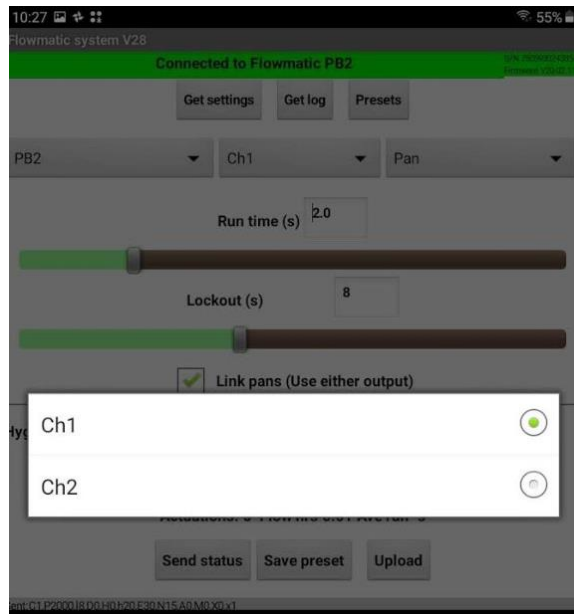 10:27 55%
Flowmatic system V28
Connected to Flowmatic PB2
Get settings Get log Presets
PB2 Ch1 Pan
Run time (s) 2.0
Lockout (s) 8
Link pans (Use either output)
Ch1
Ch2
Send status Save preset Upload